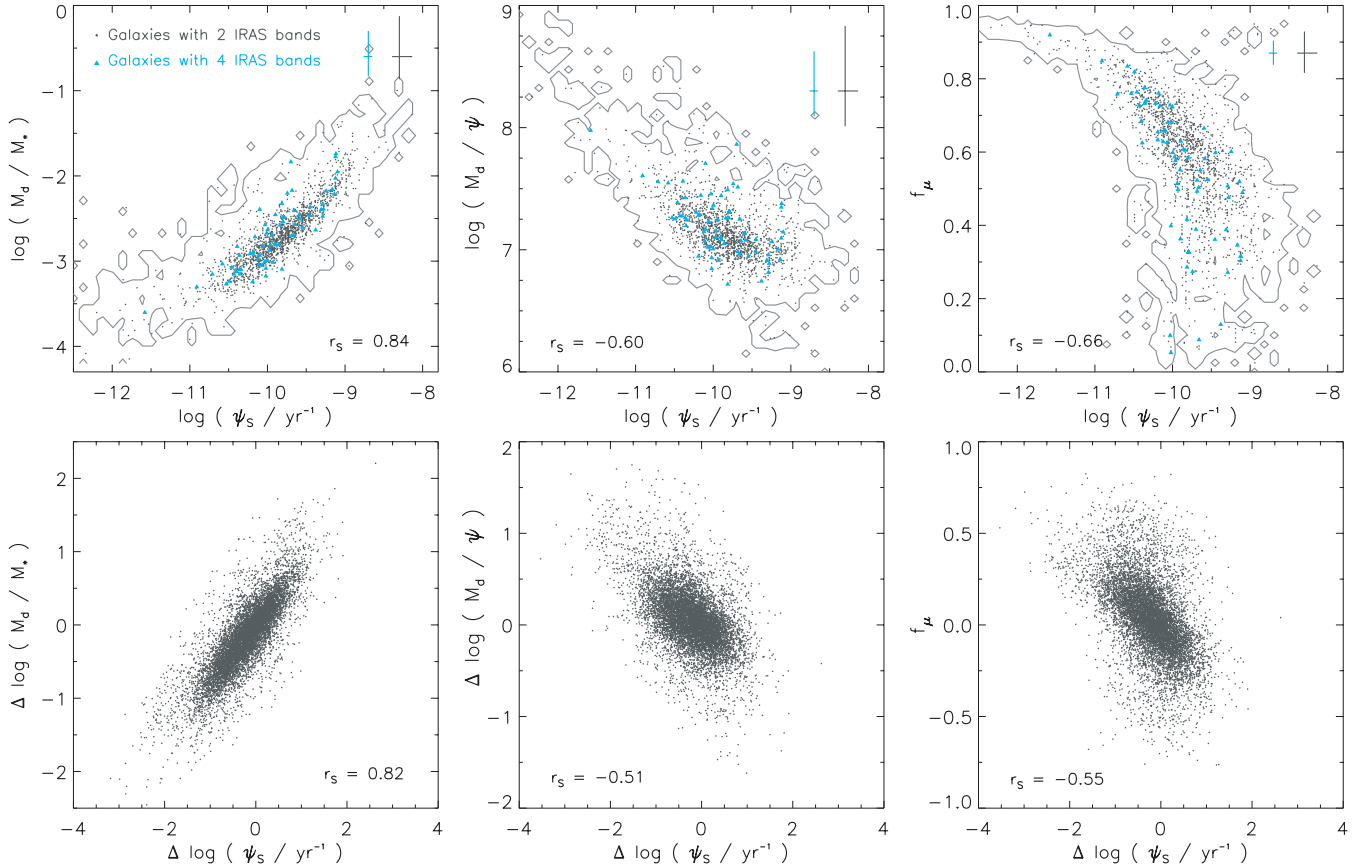 Galaxies with 2 IRAS bands
Galaxies with 4 IRAS bands
0
−1
−2
−3
−4
log ( M_d / M_* )
r_S = 0.84
−12 −11 −10 −9 −8
log ( ψ_S / yr⁻¹ )
9
8
7
6
log ( M_d / ψ )
r_S = −0.60
−12 −11 −10 −9 −8
log ( ψ_S / yr⁻¹ )
1.0
0.8
0.6
0.4
0.2
0.0
f_μ
r_S = −0.66
−12 −11 −10 −9 −8
log ( ψ_S / yr⁻¹ )
2
1
0
−1
−2
Δ log ( M_d / M_* )
r_S = 0.82
−4 −2 0 2 4
Δ log ( ψ_S / yr⁻¹ )
2
1
0
−1
−2
Δ log ( M_d / ψ )
r_S = −0.51
−4 −2 0 2 4
Δ log ( ψ_S / yr⁻¹ )
1.0
0.5
0.0
−0.5
−1.0
f_μ
r_S = −0.55
−4 −2 0 2 4
Δ log ( ψ_S / yr⁻¹ )